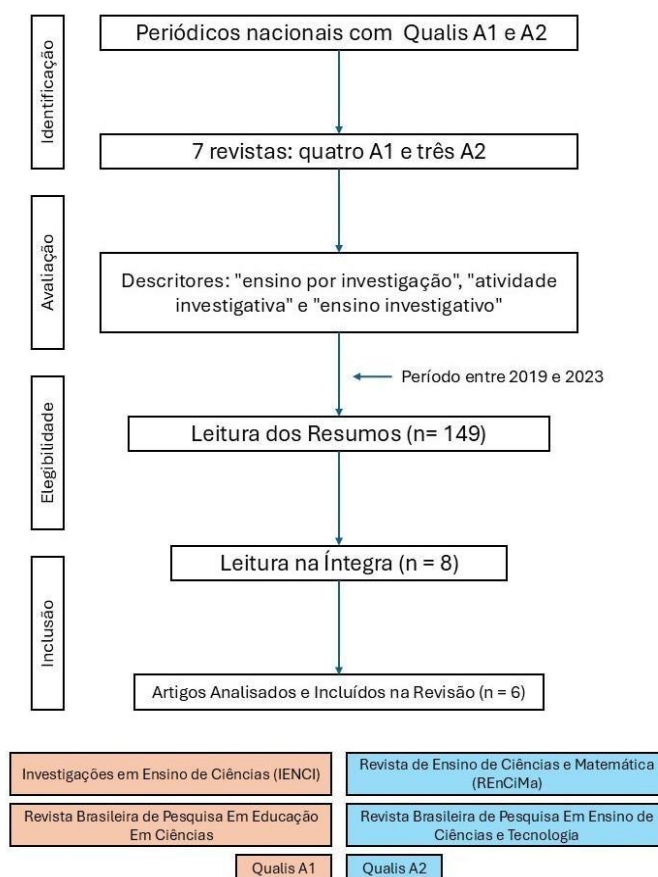 Identificação
Periódicos nacionais com Qualis A1 e A2
7 revistas: quatro A1 e três A2
Avaliação
Descritores: "ensino por investigação", "atividade
investigativa" e "ensino investigativo"
Período entre 2019 e 2023
Elegibilidade
Leitura dos Resumos (n= 149)
Inclusão
Leitura na Íntegra (n = 8)
Artigos Analisados e Incluídos na Revisão (n = 6)
Investigações em Ensino de Ciências (IENCI)
Revista de Ensino de Ciências e Matemática
(REnCiMa)
Revista Brasileira de Pesquisa Em Educação
Em Ciências
Revista Brasileira de Pesquisa Em Ensino de
Ciências e Tecnologia
Qualis A1
Qualis A2